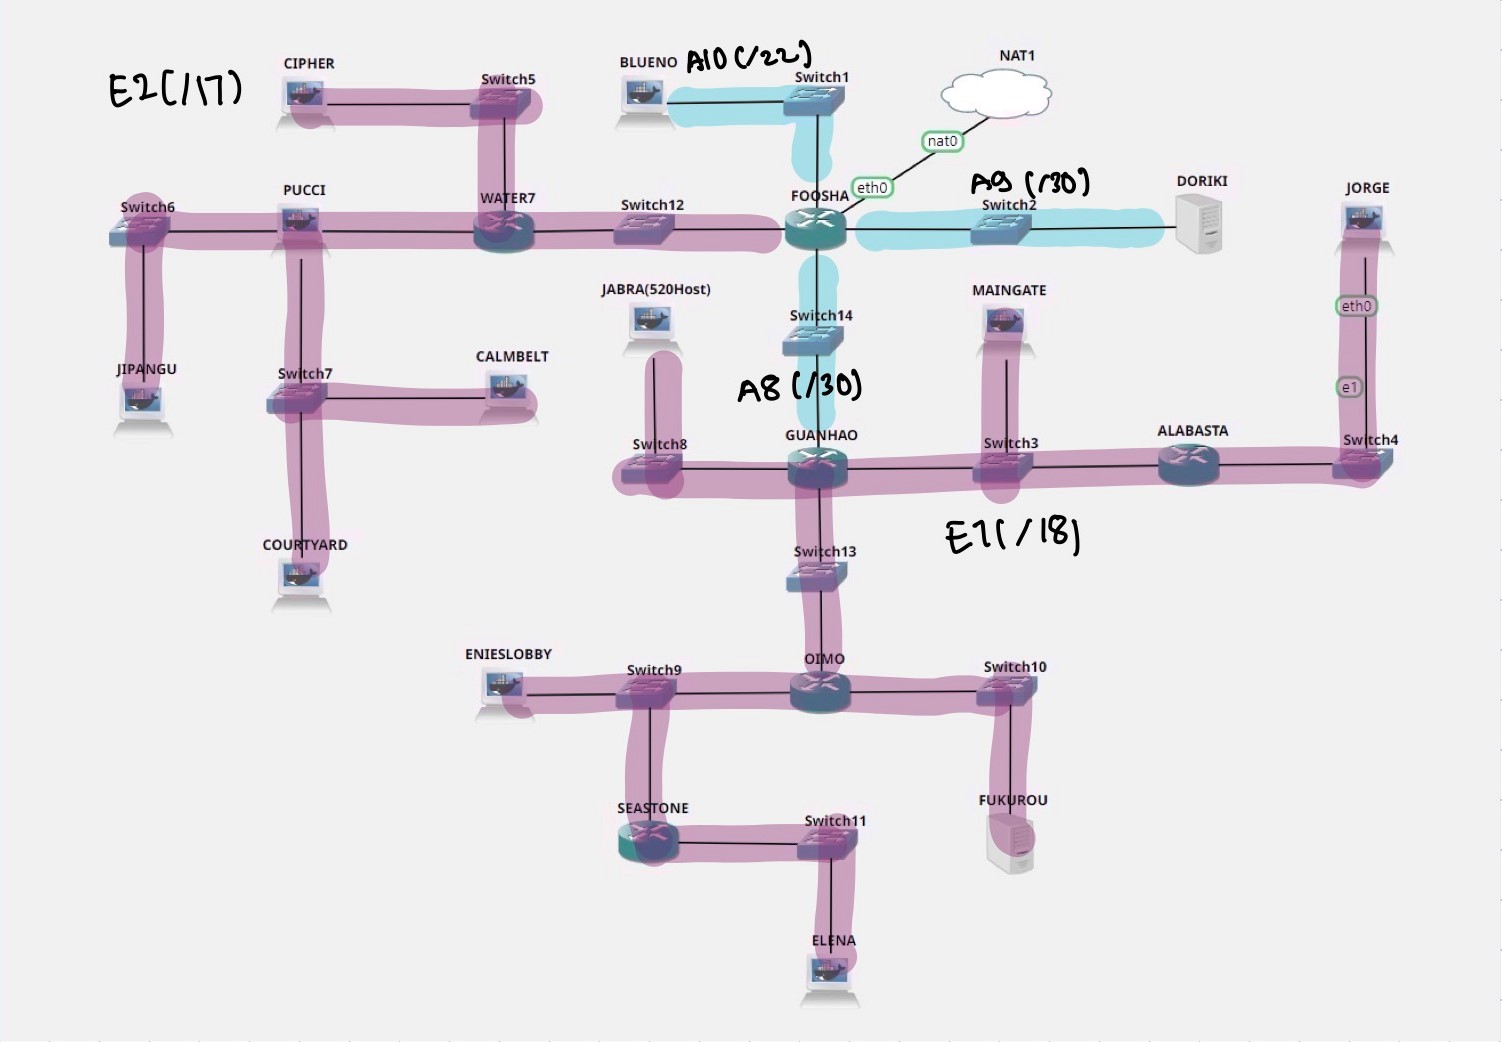 NAT1
CIPHER
BLUENO
A10 (/22)
Switch1
E2(/17)
Switch5
nat0
eth0
PUCCI
WATER7
Switch12
FOOSHA
A9 (/30)
DORIKI
JORGE
Switch6
Switch2
JABRA(520Host)
MAINGATE
eth0
Switch14
JIPANGU
Switch7
CALMBELT
A8 (/30)
e1
GUANHAO
ALABASTA
Switch8
Switch3
Switch4
COURTYARD
Switch13
E1(/18)
ENIESLOBBY
Switch9
OIMO
Switch10
SEASTONE
Switch11
FUKUROU
ELENA